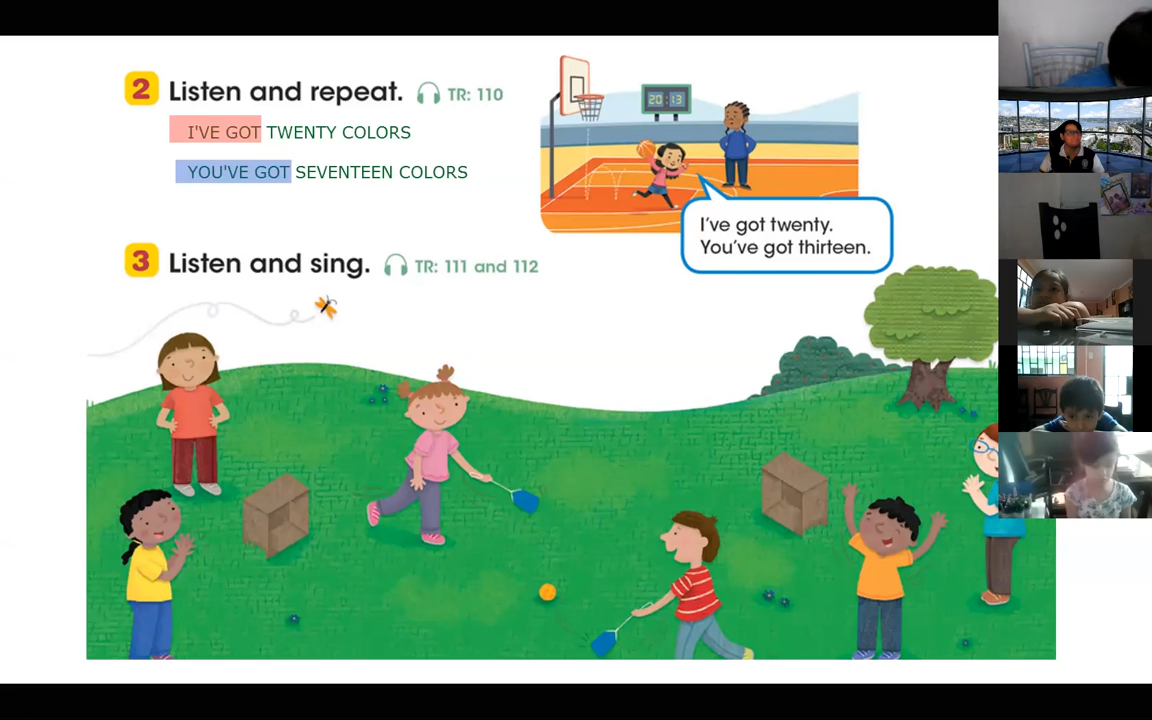 2 Listen and repeat. TR: 110
I'VE GOT TWENTY COLORS
YOU'VE GOT SEVENTEEN COLORS
20:13
I've got twenty.
You've got thirteen.
3 Listen and sing. TR: 111 and 112